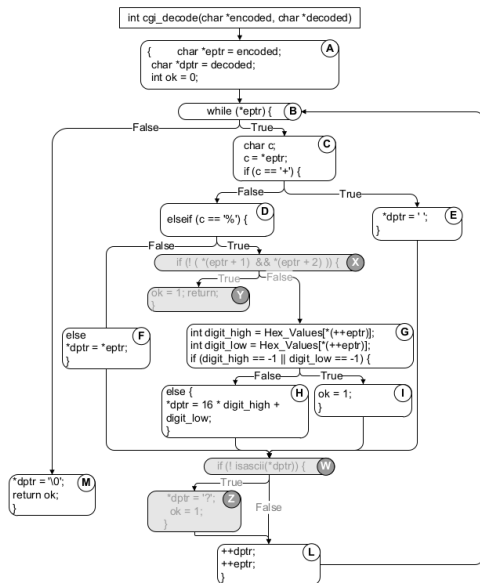 int cgi_decode(char *encoded, char *decoded)
A
{ char *eptr = encoded;
char *dptr = decoded;
int ok = 0;
while (*eptr) {
B
False
True
C
char c;
c = *eptr;
if (c == '+') {
False
True
D
elseif (c == '%') {
E
*dptr = ' ';
}
False
True
if (! ( *(eptr + 1) && *(eptr + 2) )) {
X
True
False
ok = 1; return;
}
Y
F
else
*dptr = *eptr;
}
G
int digit_high = Hex_Values[*(++eptr)];
int digit_low = Hex_Values[*(++eptr)];
if (digit_high == -1 || digit_low == -1) {
False
True
H
else {
*dptr = 16 * digit_high +
digit_low;
}
I
ok = 1;
}
if (! isascii(*dptr)) {
W
True
False
M
*dptr = '\0';
return ok;
}
Z
*dptr = '?';
ok = 1;
}
L
++dptr;
++eptr;
}